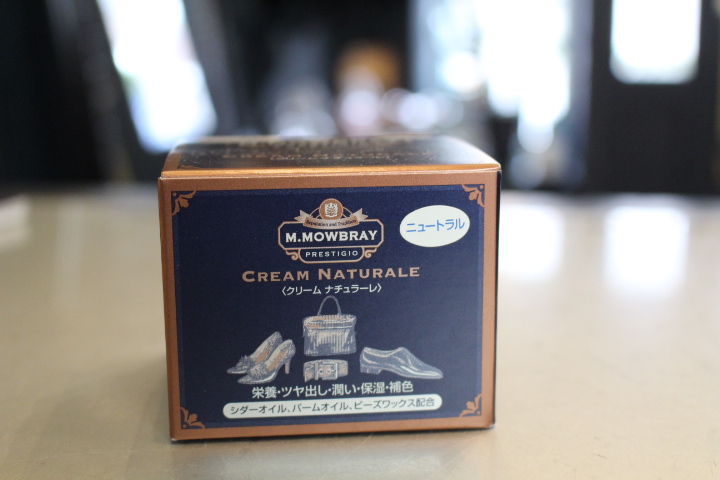 M.MOWBRAY
PRESTIGIO
ニュートラル
CREAM NATURALE
〈クリーム ナチュラーレ〉
栄養・ツヤ出し・潤い・保湿・補色
シダーオイル、パームオイル、ビーズワックス配合